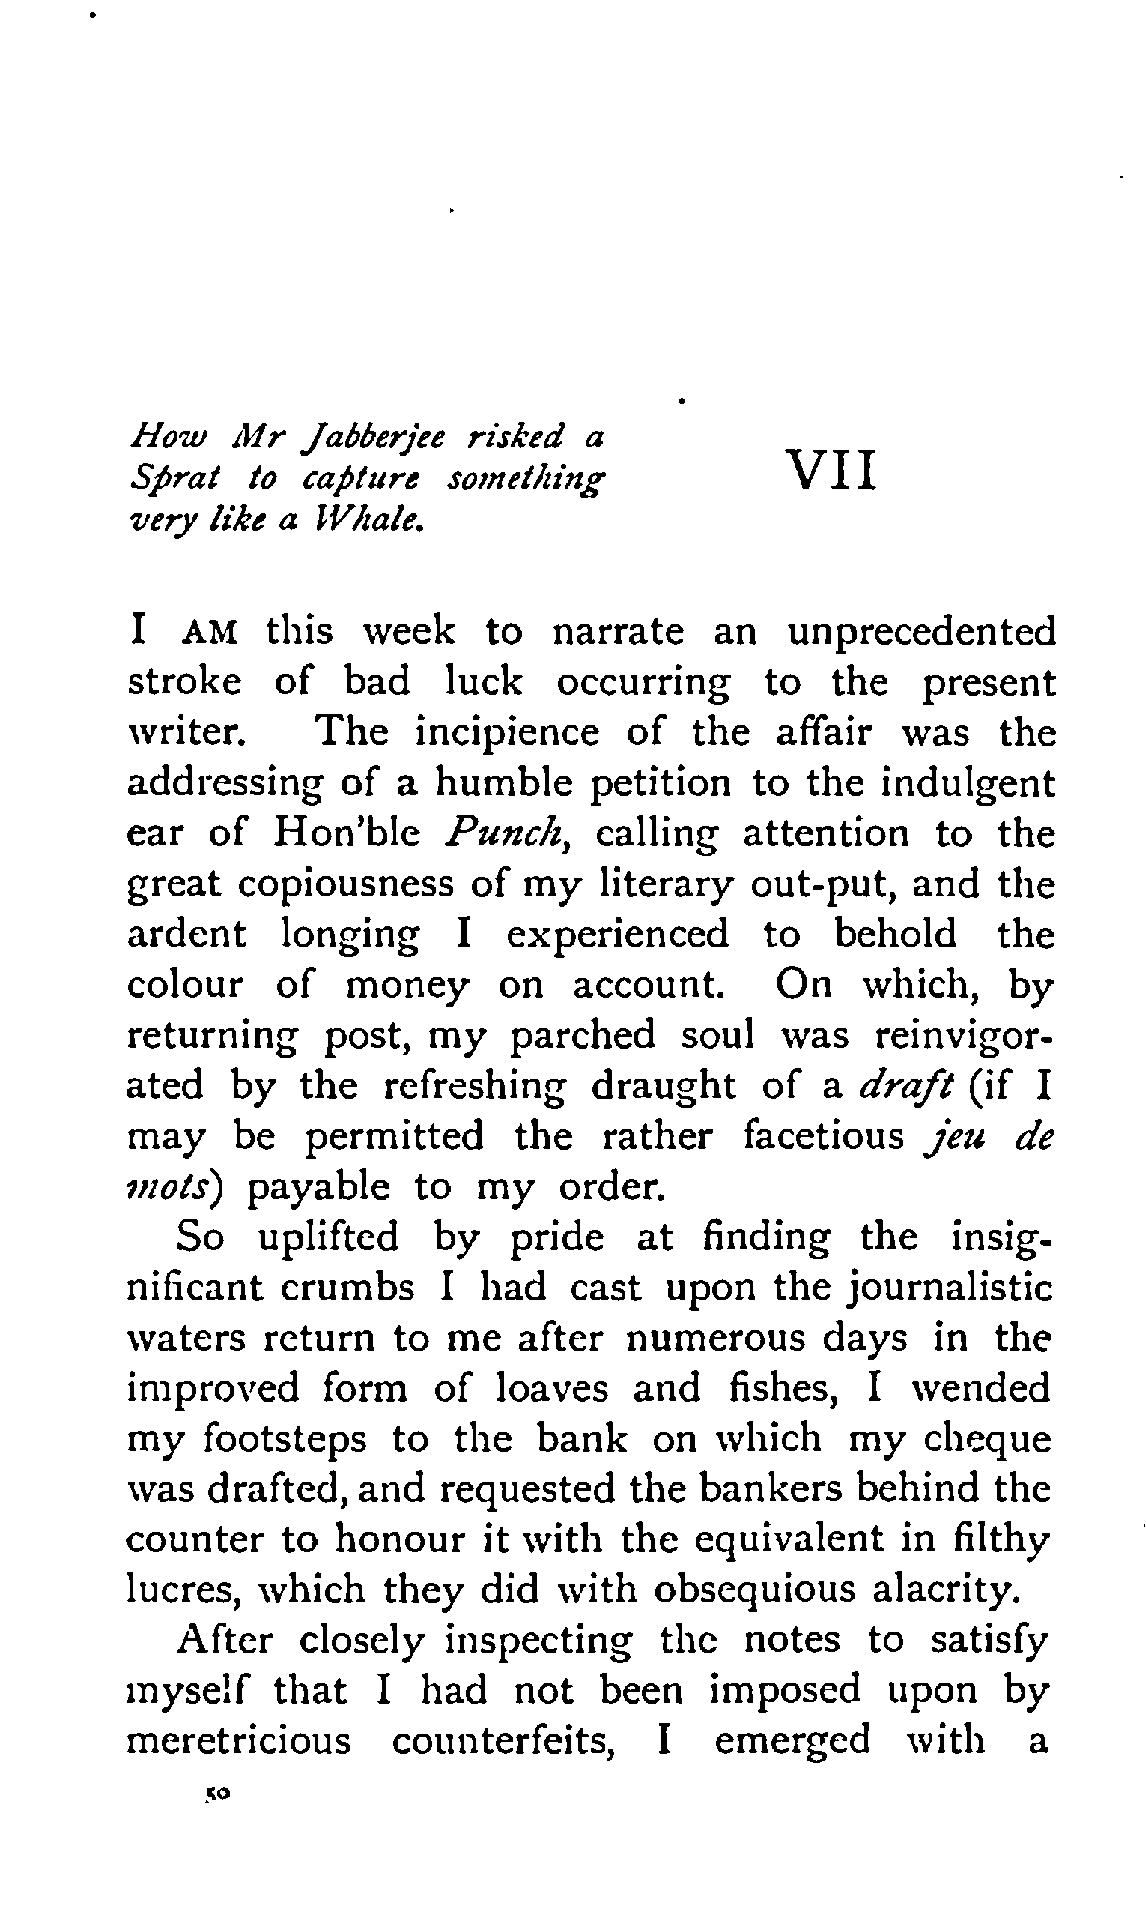 How Mr Jabberjee risked a
Sprat to capture something
very like a Whale.
VII
I AM this week to narrate an unprecedented
stroke of bad luck occurring to the present
writer. The incipience of the affair was the
addressing of a humble petition to the indulgent
ear of Hon'ble Punch, calling attention to the
great copiousness of my literary out-put, and the
ardent longing I experienced to behold the
colour of money on account. On which, by
returning post, my parched soul was reinvigor-
ated by the refreshing draught of a draft (if I
may be permitted the rather facetious jeu de
mots) payable to my order.
So uplifted by pride at finding the insig-
nificant crumbs I had cast upon the journalistic
waters return to me after numerous days in the
improved form of loaves and fishes, I wended
my footsteps to the bank on which my cheque
was drafted, and requested the bankers behind the
counter to honour it with the equivalent in filthy
lucres, which they did with obsequious alacrity.
After closely inspecting the notes to satisfy
myself that I had not been imposed upon by
meretricious counterfeits, I emerged with a
50